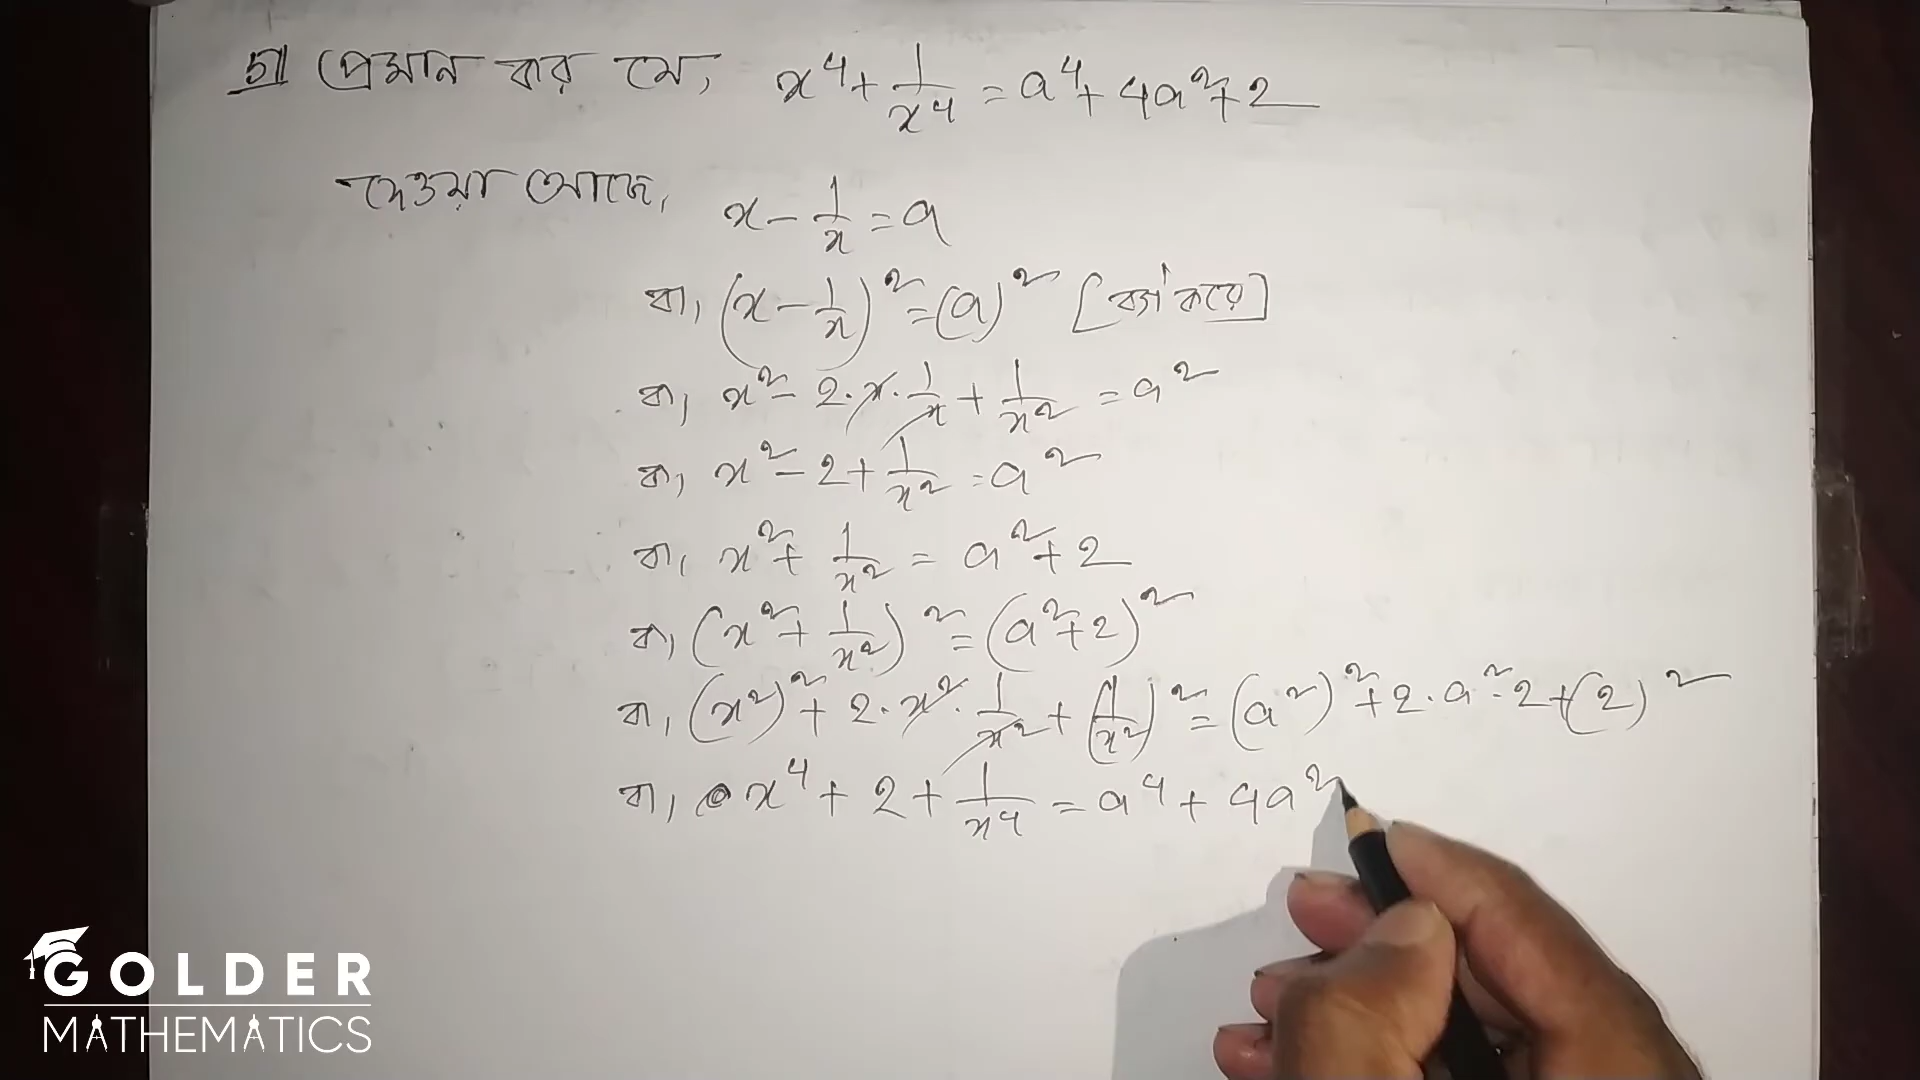 গ) প্রমান কর যে, x⁴ + 1/x⁴ = a⁴ + 4a² + 2
দেওয়া আছে, x - 1/x = a
বা, (x - 1/x)² = (a)² [বর্গ করে]
বা, x² - 2·x·1/x + 1/x² = a²
বা, x² - 2 + 1/x² = a²
বা, x² + 1/x² = a² + 2
বা, (x² + 1/x²)² = (a² + 2)²
বা, (x²)² + 2·x²·1/x² + (1/x²)² = (a²)² + 2·a²·2 + (2)²
বা, x⁴ + 2 + 1/x⁴ = a⁴ + 4a²
GOLDER
MATHEMATICS